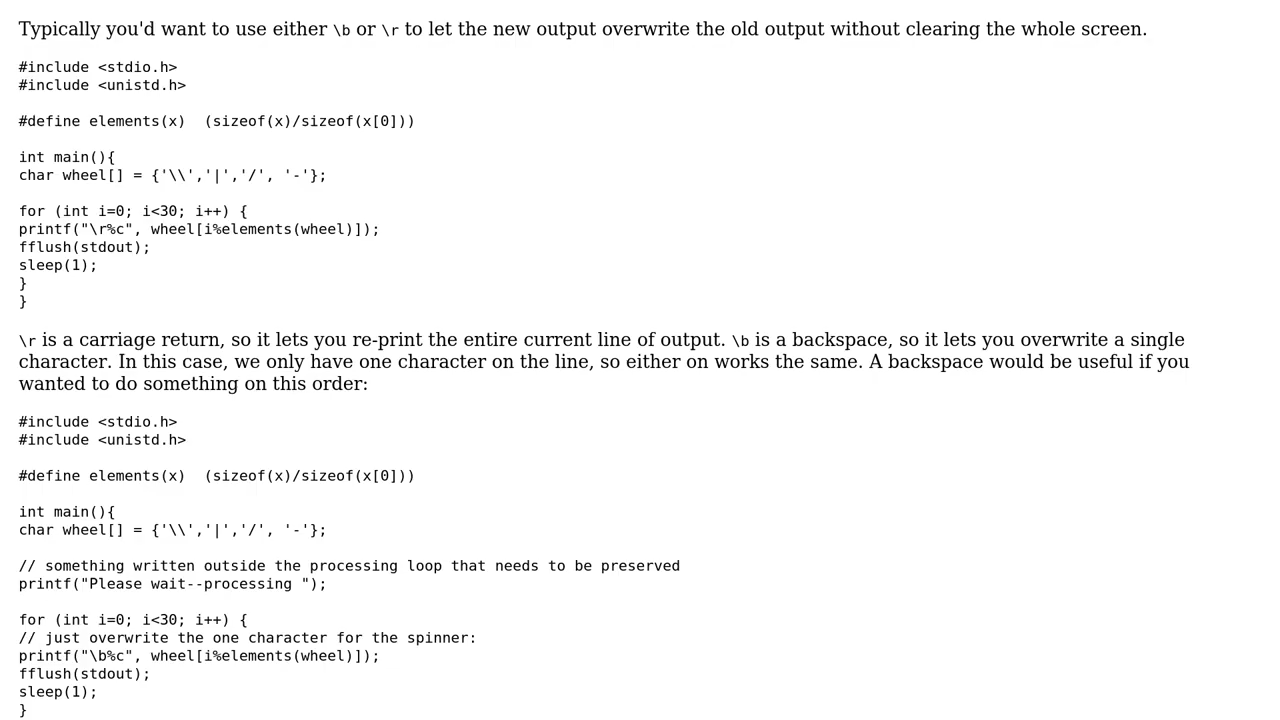 Typically you'd want to use either \b or \r to let the new output overwrite the old output without clearing the whole screen.
#include <stdio.h>
#include <unistd.h>
#define elements(x)  (sizeof(x)/sizeof(x[0]))
int main(){
char wheel[] = {'\\','|','/', '-'};
for (int i=0; i<30; i++) {
printf("\r%c", wheel[i%elements(wheel)]);
fflush(stdout);
sleep(1);
}
}
\r is a carriage return, so it lets you re-print the entire current line of output. \b is a backspace, so it lets you overwrite a single
character. In this case, we only have one character on the line, so either on works the same. A backspace would be useful if you
wanted to do something on this order:
#include <stdio.h>
#include <unistd.h>
#define elements(x)  (sizeof(x)/sizeof(x[0]))
int main(){
char wheel[] = {'\\','|','/', '-'};
// something written outside the processing loop that needs to be preserved
printf("Please wait--processing ");
for (int i=0; i<30; i++) {
// just overwrite the one character for the spinner:
printf("\b%c", wheel[i%elements(wheel)]);
fflush(stdout);
sleep(1);
}